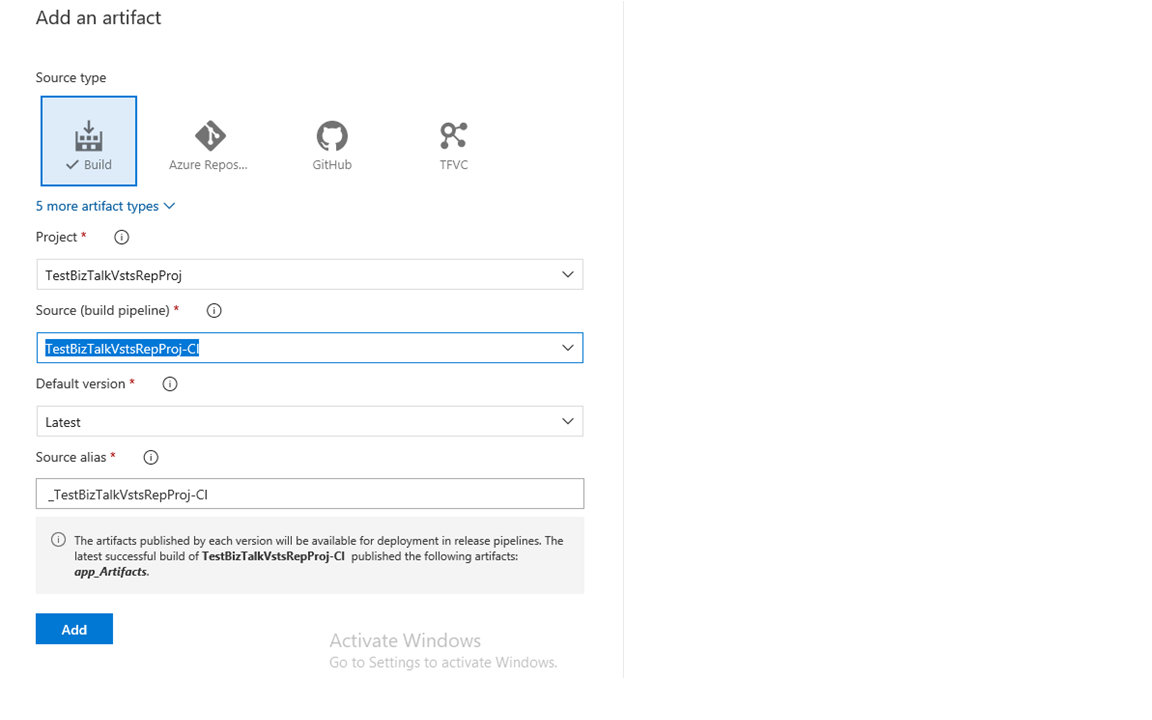 Add an artifact
Source type
Build
Azure Repos...
GitHub
TFVC
5 more artifact types
Project *
TestBizTalkVstsRepProj
Source (build pipeline) *
TestBizTalkVstsRepProj-CI
Default version *
Latest
Source alias *
_TestBizTalkVstsRepProj-CI
The artifacts published by each version will be available for deployment in release pipelines. The
latest successful build of TestBizTalkVstsRepProj-CI published the following artifacts:
app_Artifacts.
Add
Activate Windows
Go to Settings to activate Windows.